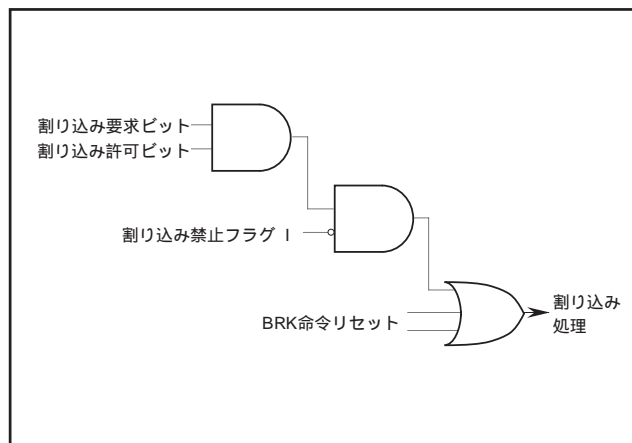 割り込み要求ビット
割り込み許可ビット
割り込み禁止フラグ I
BRK命令リセット
割り込み
処理